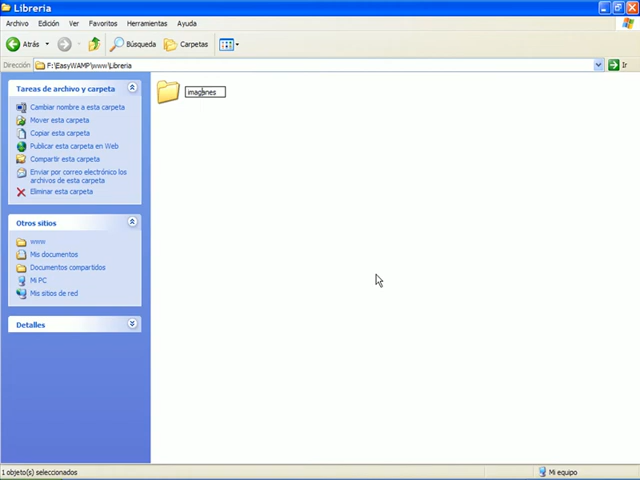 Libreria
Archivo Edición Ver Favoritos Herramientas Ayuda
Atrás Búsqueda Carpetas
Dirección F:\EasyWAMP\www\Libreria Ir
Tareas de archivo y carpeta
Cambiar nombre a esta carpeta
Mover esta carpeta
Copiar esta carpeta
Publicar esta carpeta en Web
Compartir esta carpeta
Enviar por correo electrónico los
archivos de esta carpeta
Eliminar esta carpeta
Otros sitios
www
Mis documentos
Documentos compartidos
Mi PC
Mis sitios de red
Detalles
imaganes
1 objeto(s) seleccionados
Mi equipo